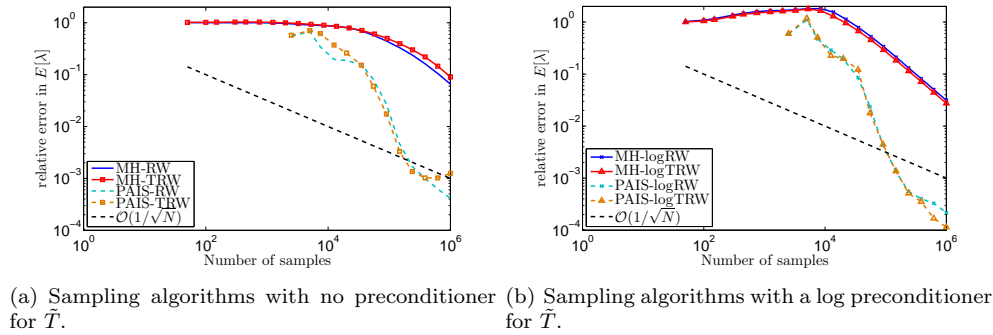 10^0
10^{-1}
10^{-2}
10^{-3}
10^{-4}
relative error in E[λ]
MH-RW
MH-TRW
PAIS-RW
PAIS-TRW
𝒪(1/√N)
10^0 10^2 10^4 10^6
Number of samples
10^0
10^{-1}
10^{-2}
10^{-3}
10^{-4}
relative error in E[λ]
MH-logRW
MH-logTRW
PAIS-logRW
PAIS-logTRW
𝒪(1/√N)
10^0 10^2 10^4 10^6
Number of samples
(a) Sampling algorithms with no preconditioner
for T̃.
(b) Sampling algorithms with a log preconditioner
for T̃.